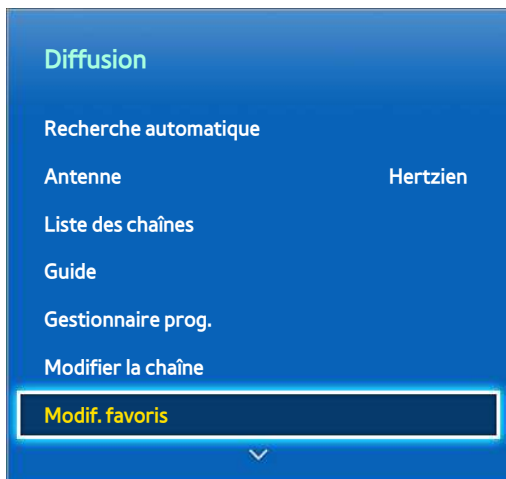 Diffusion
Recherche automatique
Antenne Hertzien
Liste des chaînes
Guide
Gestionnaire prog.
Modifier la chaîne
Modif. favoris